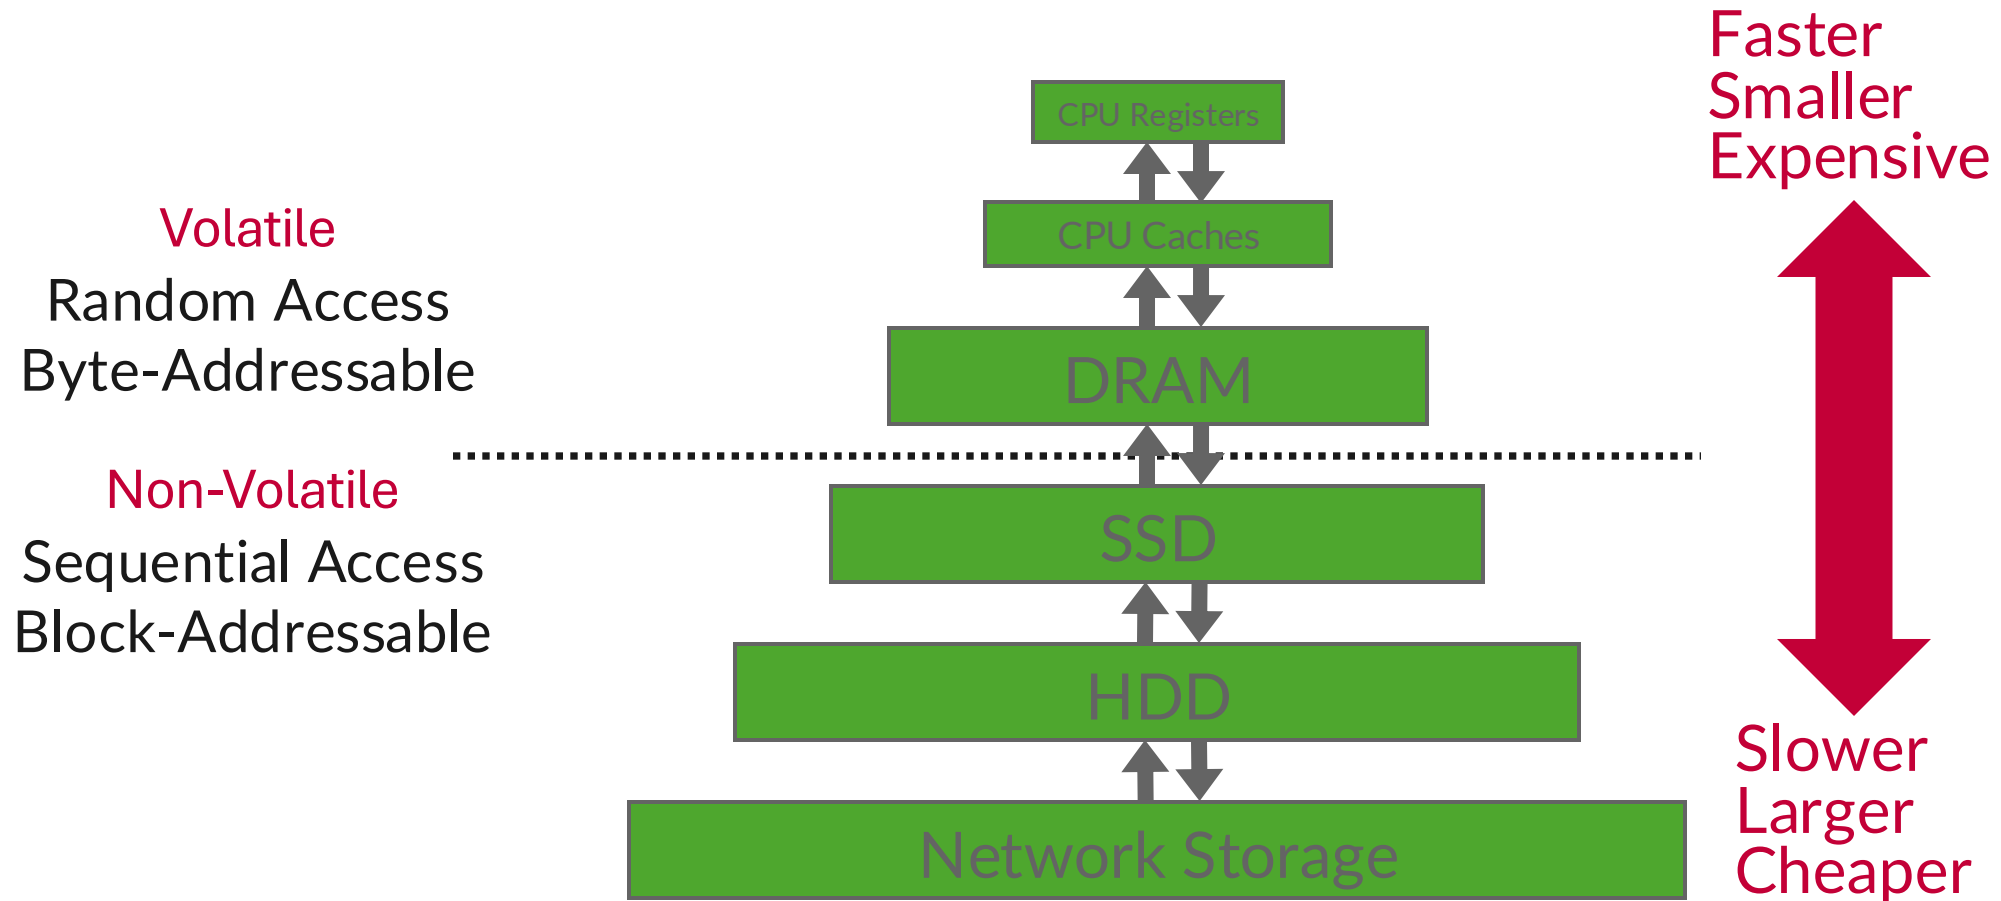 Faster
Smaller
Expensive
CPU Registers
CPU Caches
Volatile
Random Access
Byte-Addressable
DRAM
Non-Volatile
Sequential Access
Block-Addressable
SSD
HDD
Network Storage
Slower
Larger
Cheaper